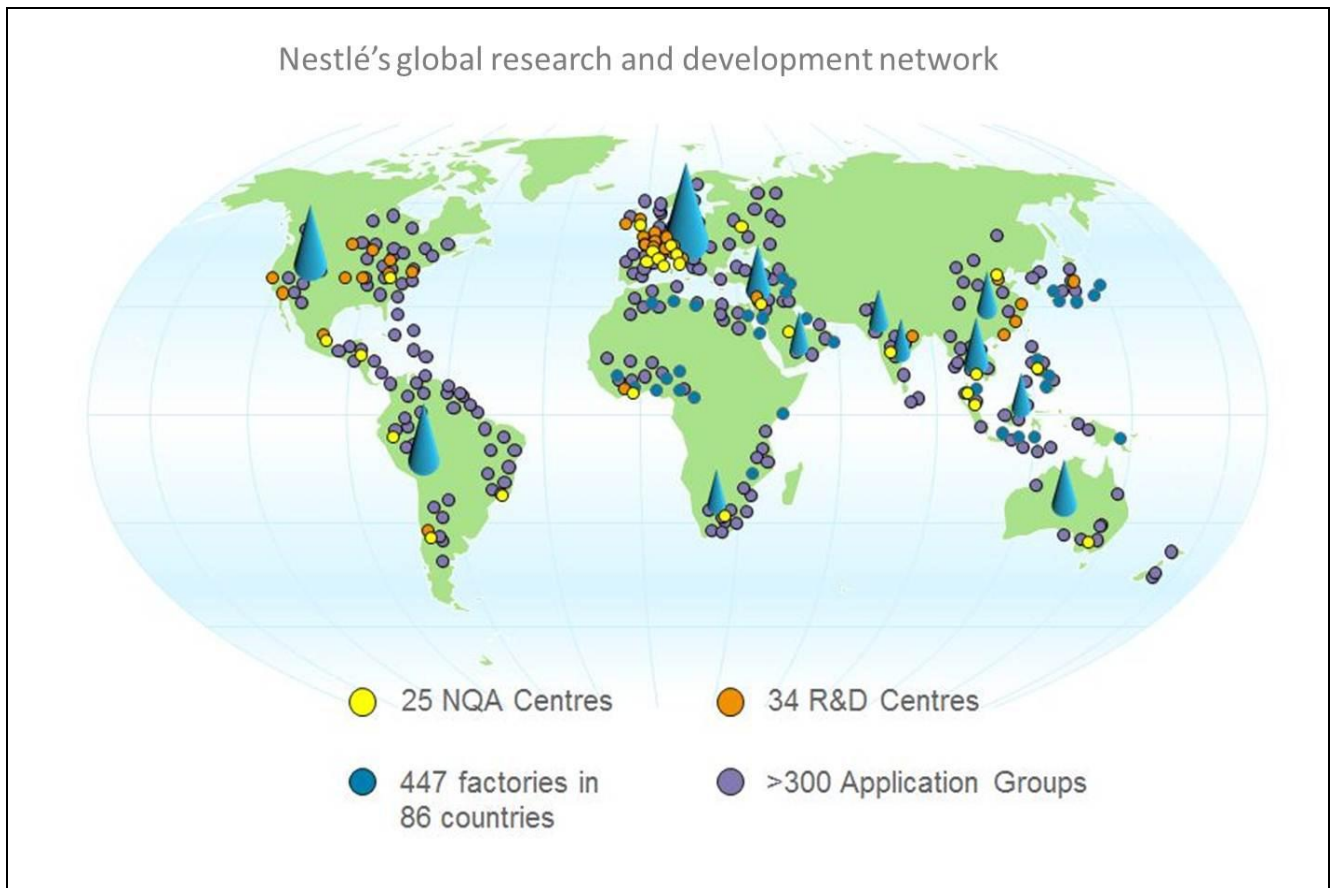 Nestlé's global research and development network
25 NQA Centres
34 R&D Centres
447 factories in
86 countries
>300 Application Groups